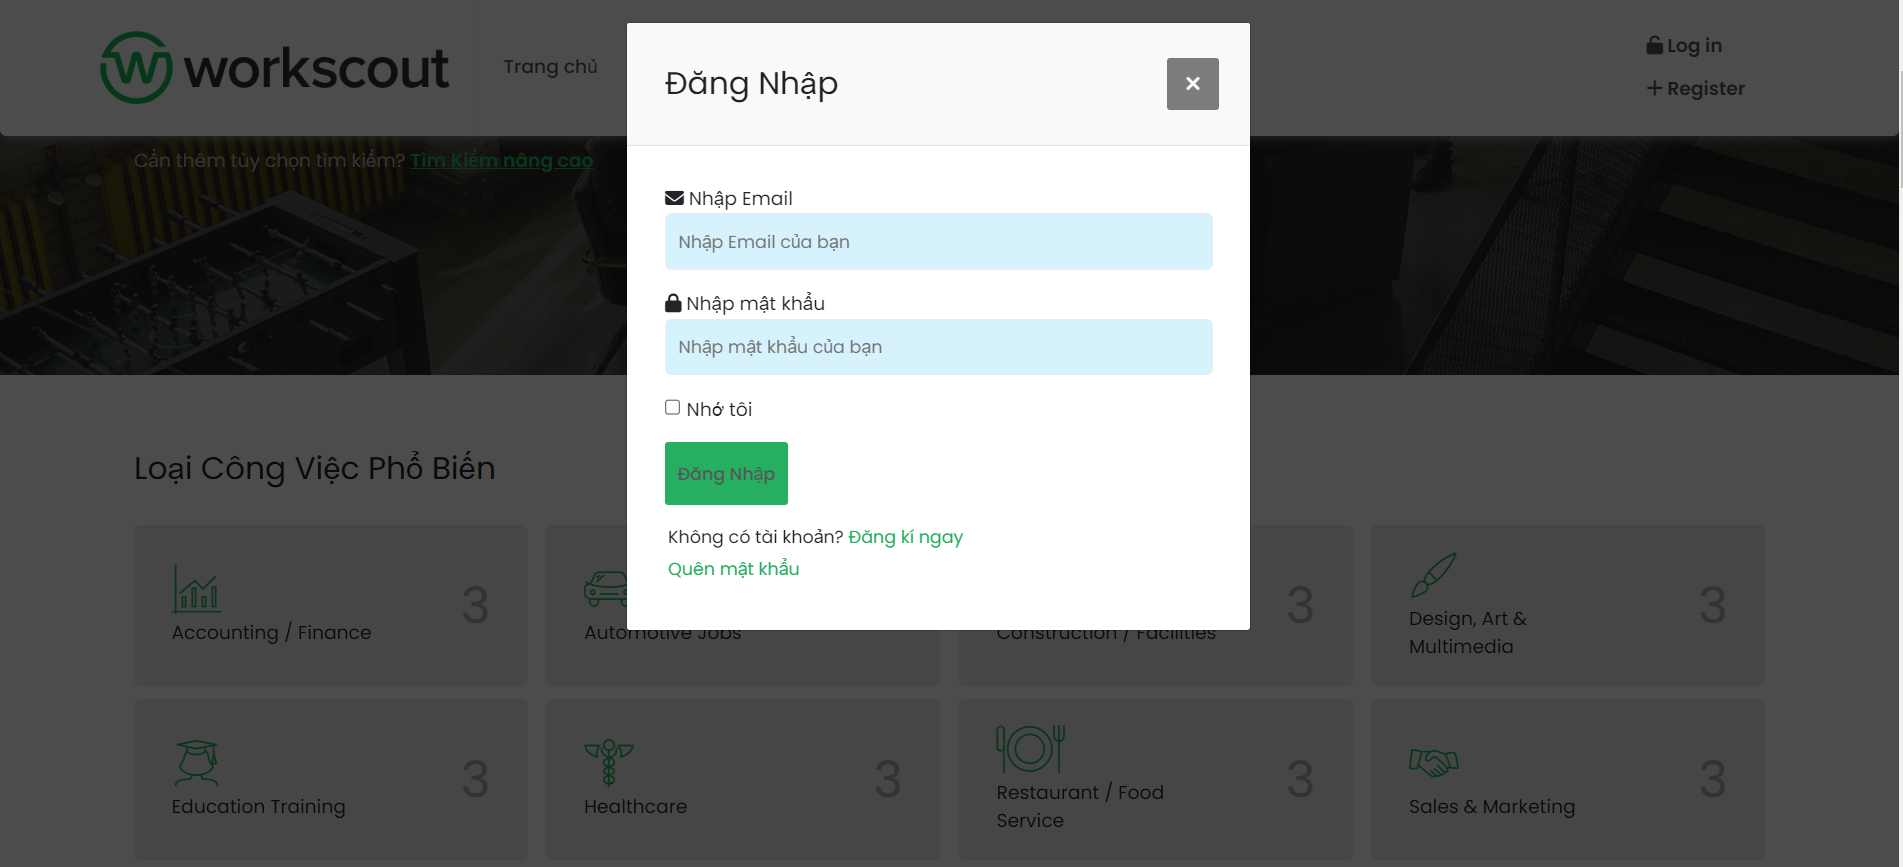 workscout
Trang chủ
Log in
Register
Cần thêm tùy chọn tìm kiếm? Tìm Kiếm nâng cao
Đăng Nhập
Nhập Email
Nhập Email của bạn
Nhập mật khẩu
Nhập mật khẩu của bạn
Nhớ tôi
Đăng Nhập
Không có tài khoản? Đăng kí ngay
Quên mật khẩu
Loại Công Việc Phổ Biến
Accounting / Finance
3
Automotive Jobs
Construction / Facilities
3
Design, Art &
Multimedia
3
Education Training
3
Healthcare
3
Restaurant / Food
Service
3
Sales & Marketing
3